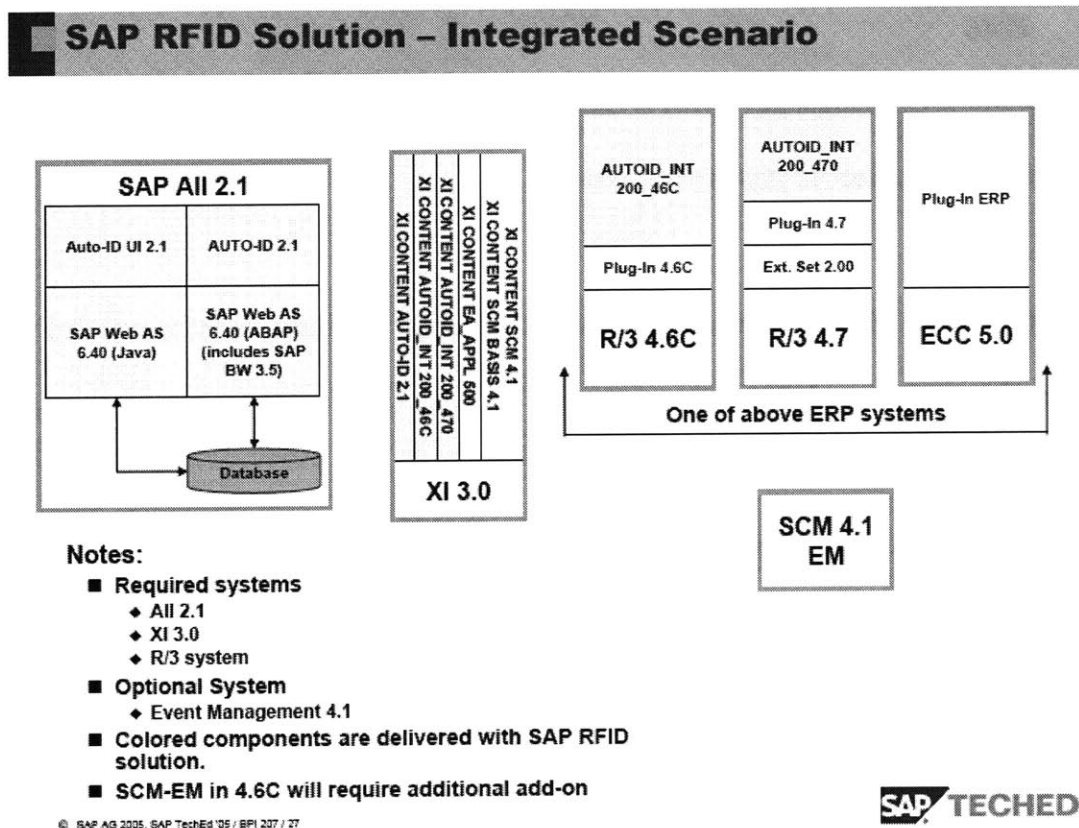 SAP RFID Solution – Integrated Scenario
SAP AII 2.1
Auto-ID UI 2.1
AUTO-ID 2.1
SAP Web AS
6.40 (Java)
SAP Web AS
6.40 (ABAP)
(includes SAP
BW 3.5)
Database
XI CONTENT SCM 4.1
XI CONTENT SCM BASIS 4.1
XI CONTENT EA_APPL 500
XI CONTENT AUTOID_INT 200_470
XI CONTENT AUTOID_INT 200_46C
XI CONTENT AUTO-ID 2.1
XI 3.0
AUTOID_INT
200_46C
Plug-In 4.6C
R/3 4.6C
AUTOID_INT
200_470
Plug-In 4.7
Ext. Set 2.00
R/3 4.7
Plug-In ERP
ECC 5.0
One of above ERP systems
SCM 4.1
EM
Notes:
■ Required systems
◆ AII 2.1
◆ XI 3.0
◆ R/3 system
■ Optional System
◆ Event Management 4.1
■ Colored components are delivered with SAP RFID
solution.
■ SCM-EM in 4.6C will require additional add-on
© SAP AG 2005, SAP TechEd '05 / BPI 207 / 27
SAP TECHED